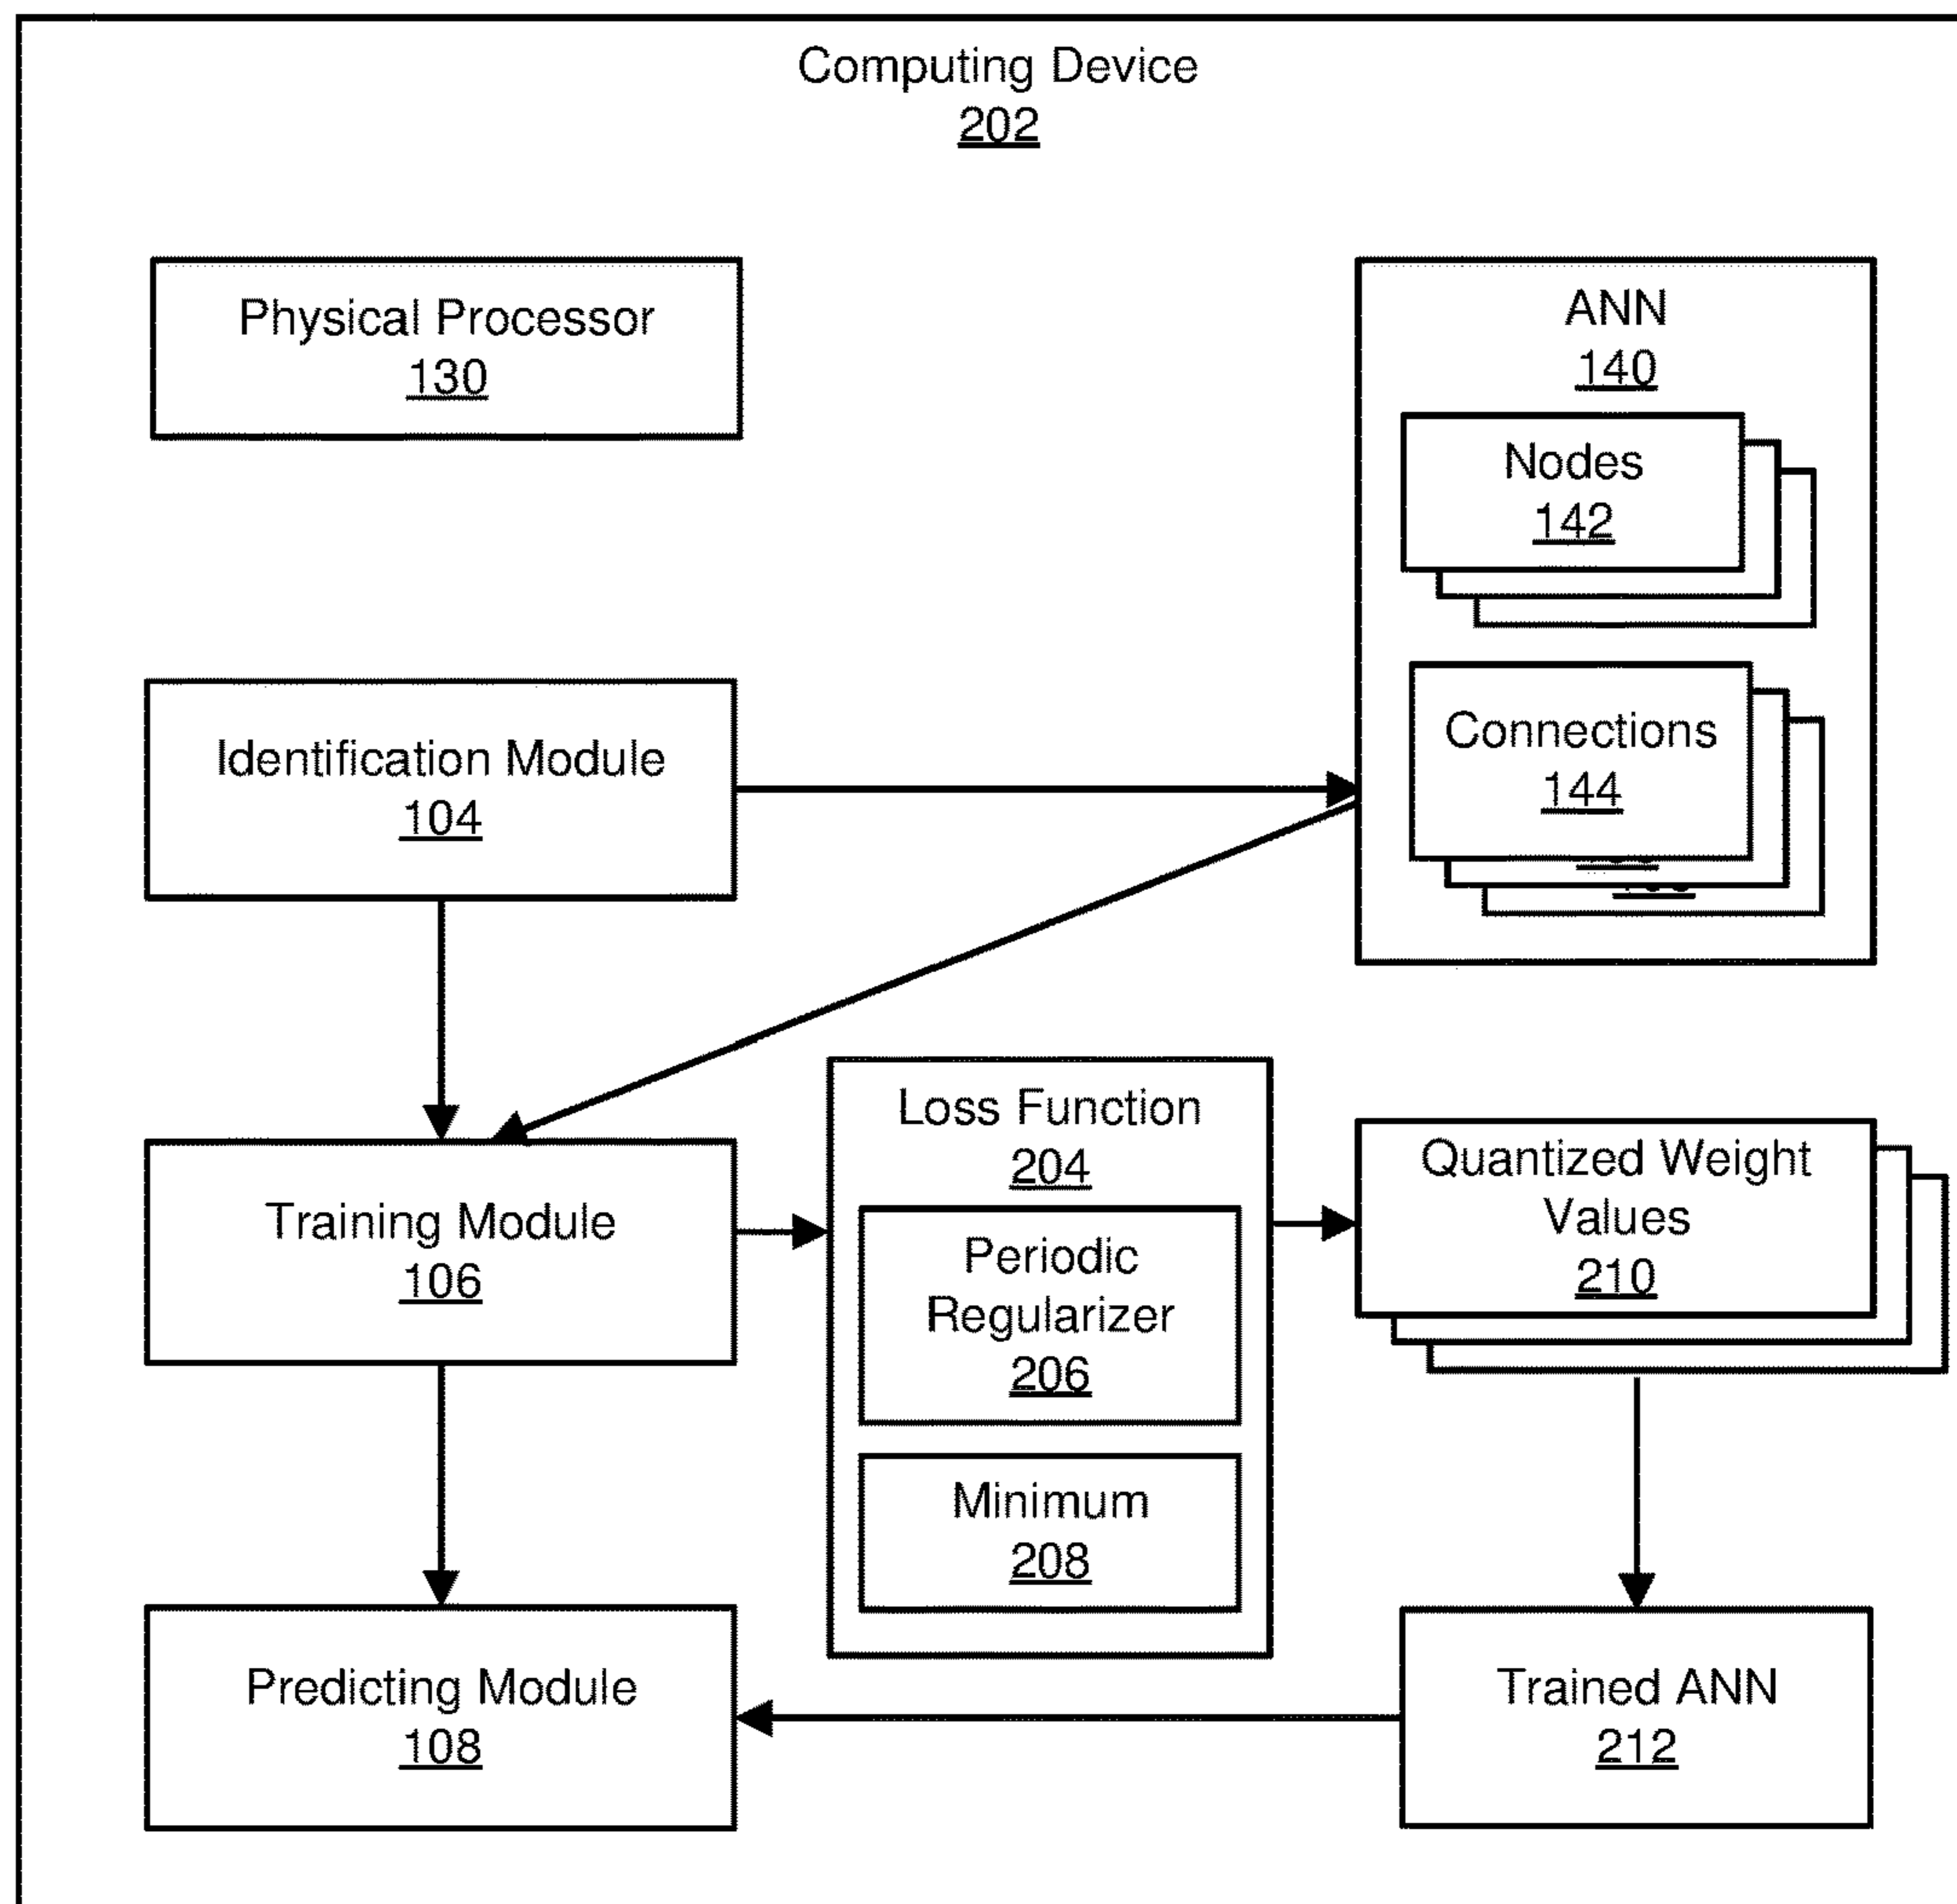 Computing Device
202
Physical Processor
130
ANN
140
Nodes
142
Identification Module
104
Connections
144
Training Module
106
Loss Function
204
Periodic
Regularizer
206
Minimum
208
Quantized Weight
Values
210
Predicting Module
108
Trained ANN
212